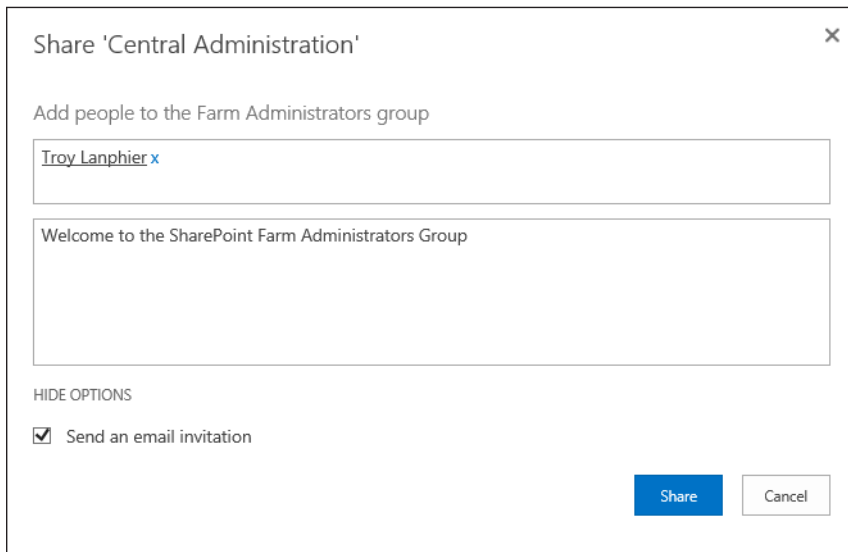 Share 'Central Administration'
Add people to the Farm Administrators group
Troy Lanphier x
Welcome to the SharePoint Farm Administrators Group
HIDE OPTIONS
Send an email invitation
Share Cancel